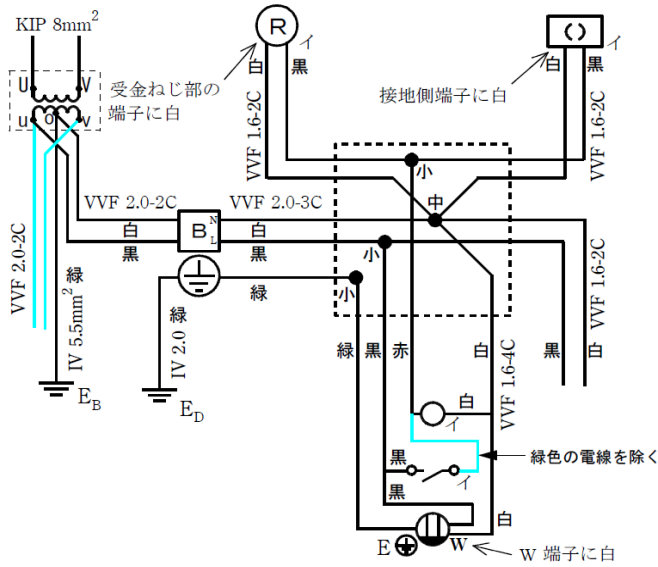 KIP 8mm²
R
イ
白
黒
( )
イ
白
黒
受金ねじ部の
端子に白
接地側端子に白
U
V
u
o
v
VVF 1.6-2C
VVF 1.6-2C
小
中
VVF 2.0-2C
VVF 2.0-3C
白
黒
B
N
L
白
黒
小
小
緑
緑
VVF 2.0-2C
IV 5.5mm²
緑
IV 2.0
E_B
E_D
VVF 1.6-2C
黒
白
緑
黒
赤
白
VVF 1.6-4C
白
イ
緑色の電線を除く
黒
イ
黒
白
E
W
W 端子に白